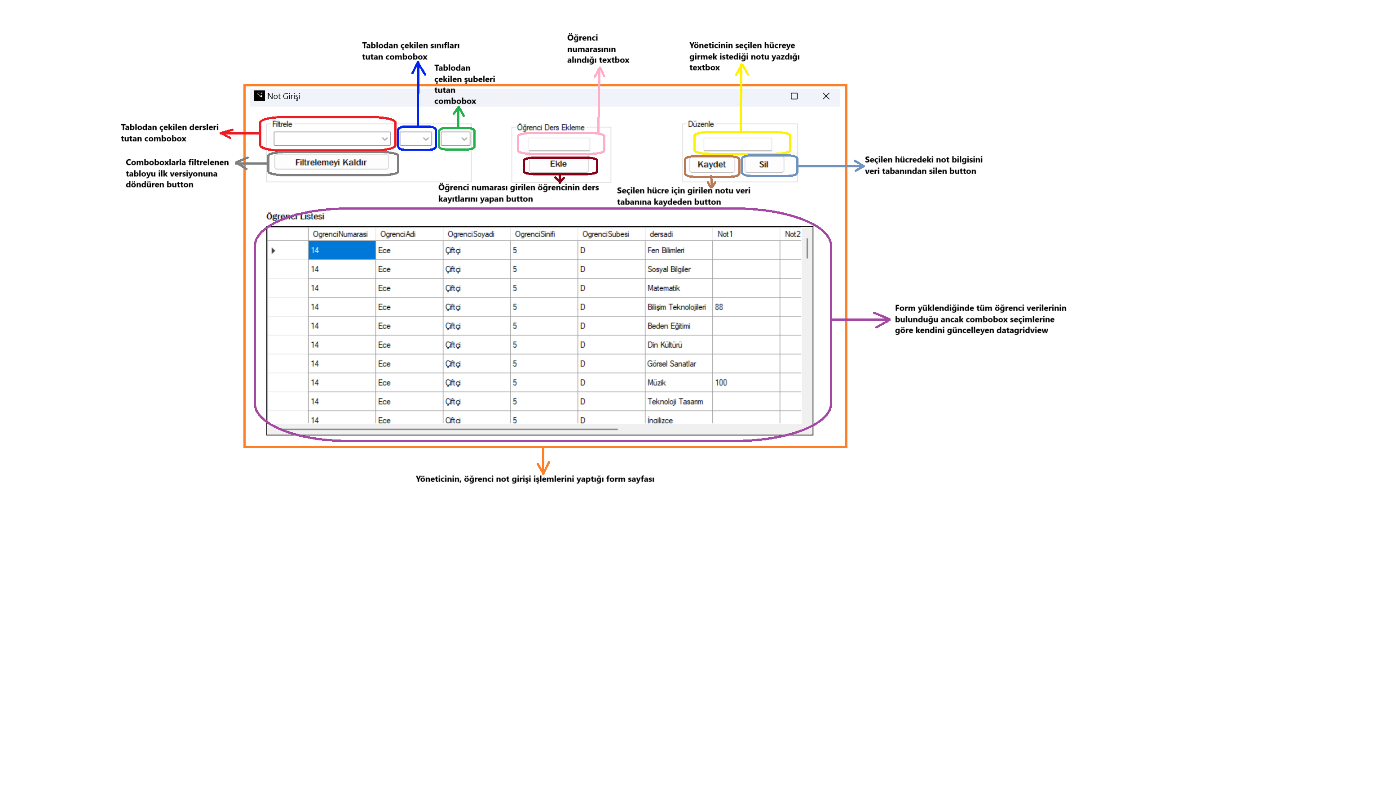 Tablodan çekilen sınıfları
tutan combobox
Öğrenci
numarasının
alındığı textbox
Yöneticinin seçilen hücreye
girmek istediği notu yazdığı
textbox
Tablodan
çekilen şubeleri
tutan
combobox
Not Girişi
Tablodan çekilen dersleri
tutan combobox
Filtrele
Öğrenci Ders Ekleme
Düzenle
Comboboxlarla filtrelenen
tabloyu ilk versiyonuna
döndüren button
Filtrelemeyi Kaldır
Ekle
Kaydet
Sil
Seçilen hücredeki not bilgisini
veri tabanından silen button
Öğrenci numarası girilen öğrencinin ders
kayıtlarını yapan button
Seçilen hücre için girilen notu veri
tabanına kaydeden button
Öğrenci Listesi
OgrenciNumarasi OgrenciAdi OgrenciSoyadi OgrenciSinifi OgrenciSubesi dersadi Not1 Not2
14 Ece Çiftçi 5 D Fen Bilimleri
14 Ece Çiftçi 5 D Sosyal Bilgiler
14 Ece Çiftçi 5 D Matematik
14 Ece Çiftçi 5 D Bilişim Teknolojileri 88
14 Ece Çiftçi 5 D Beden Eğitimi
14 Ece Çiftçi 5 D Din Kültürü
14 Ece Çiftçi 5 D Görsel Sanatlar
14 Ece Çiftçi 5 D Müzik 100
14 Ece Çiftçi 5 D Teknoloji Tasarım
14 Ece Çiftçi 5 D İngilizce
Form yüklendiğinde tüm öğrenci verilerinin
bulunduğu ancak combobox seçimlerine
göre kendini güncelleyen datagridview
Yöneticinin, öğrenci not girişi işlemlerini yaptığı form sayfası